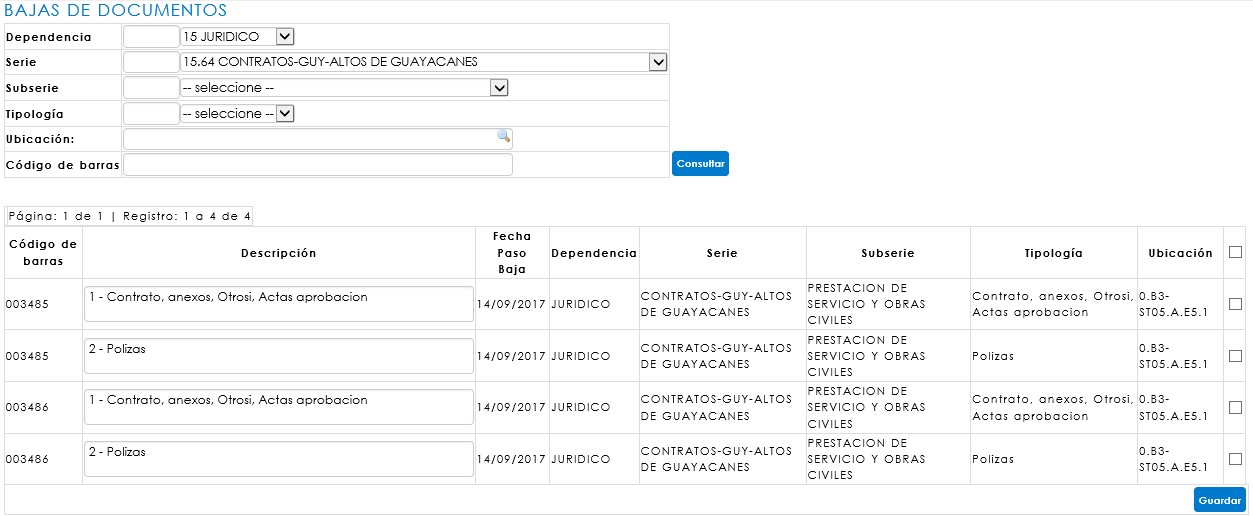 BAJAS DE DOCUMENTOS
Dependencia 15 JURIDICO
Serie 15.64 CONTRATOS-GUY-ALTOS DE GUAYACANES
Subserie -- seleccione --
Tipología -- seleccione --
Ubicación:
Código de barras Consultar
Página: 1 de 1 | Registro: 1 a 4 de 4
Código de barras Descripción Fecha Paso Baja Dependencia Serie Subserie Tipología Ubicación
003485 1 - Contrato, anexos, Otrosi, Actas aprobacion 14/09/2017 JURIDICO CONTRATOS-GUY-ALTOS DE GUAYACANES PRESTACION DE SERVICIO Y OBRAS CIVILES Contrato, anexos, Otrosi, Actas aprobacion 0.B3-ST05.A.E5.1
003485 2 - Polizas 14/09/2017 JURIDICO CONTRATOS-GUY-ALTOS DE GUAYACANES PRESTACION DE SERVICIO Y OBRAS CIVILES Polizas 0.B3-ST05.A.E5.1
003486 1 - Contrato, anexos, Otrosi, Actas aprobacion 14/09/2017 JURIDICO CONTRATOS-GUY-ALTOS DE GUAYACANES PRESTACION DE SERVICIO Y OBRAS CIVILES Contrato, anexos, Otrosi, Actas aprobacion 0.B3-ST05.A.E5.1
003486 2 - Polizas 14/09/2017 JURIDICO CONTRATOS-GUY-ALTOS DE GUAYACANES PRESTACION DE SERVICIO Y OBRAS CIVILES Polizas 0.B3-ST05.A.E5.1
Guardar